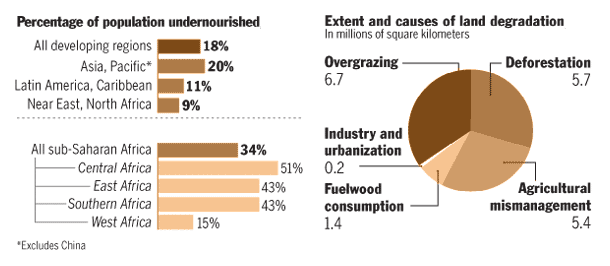 Percentage of population undernourished
All developing regions 18%
Asia, Pacific* 20%
Latin America, Caribbean 11%
Near East, North Africa 9%
All sub-Saharan Africa 34%
Central Africa 51%
East Africa 43%
Southern Africa 43%
West Africa 15%
*Excludes China
Extent and causes of land degradation
In millions of square kilometers
Overgrazing
6.7
Deforestation
5.7
Industry and
urbanization
0.2
Fuelwood
consumption
1.4
Agricultural
mismanagement
5.4